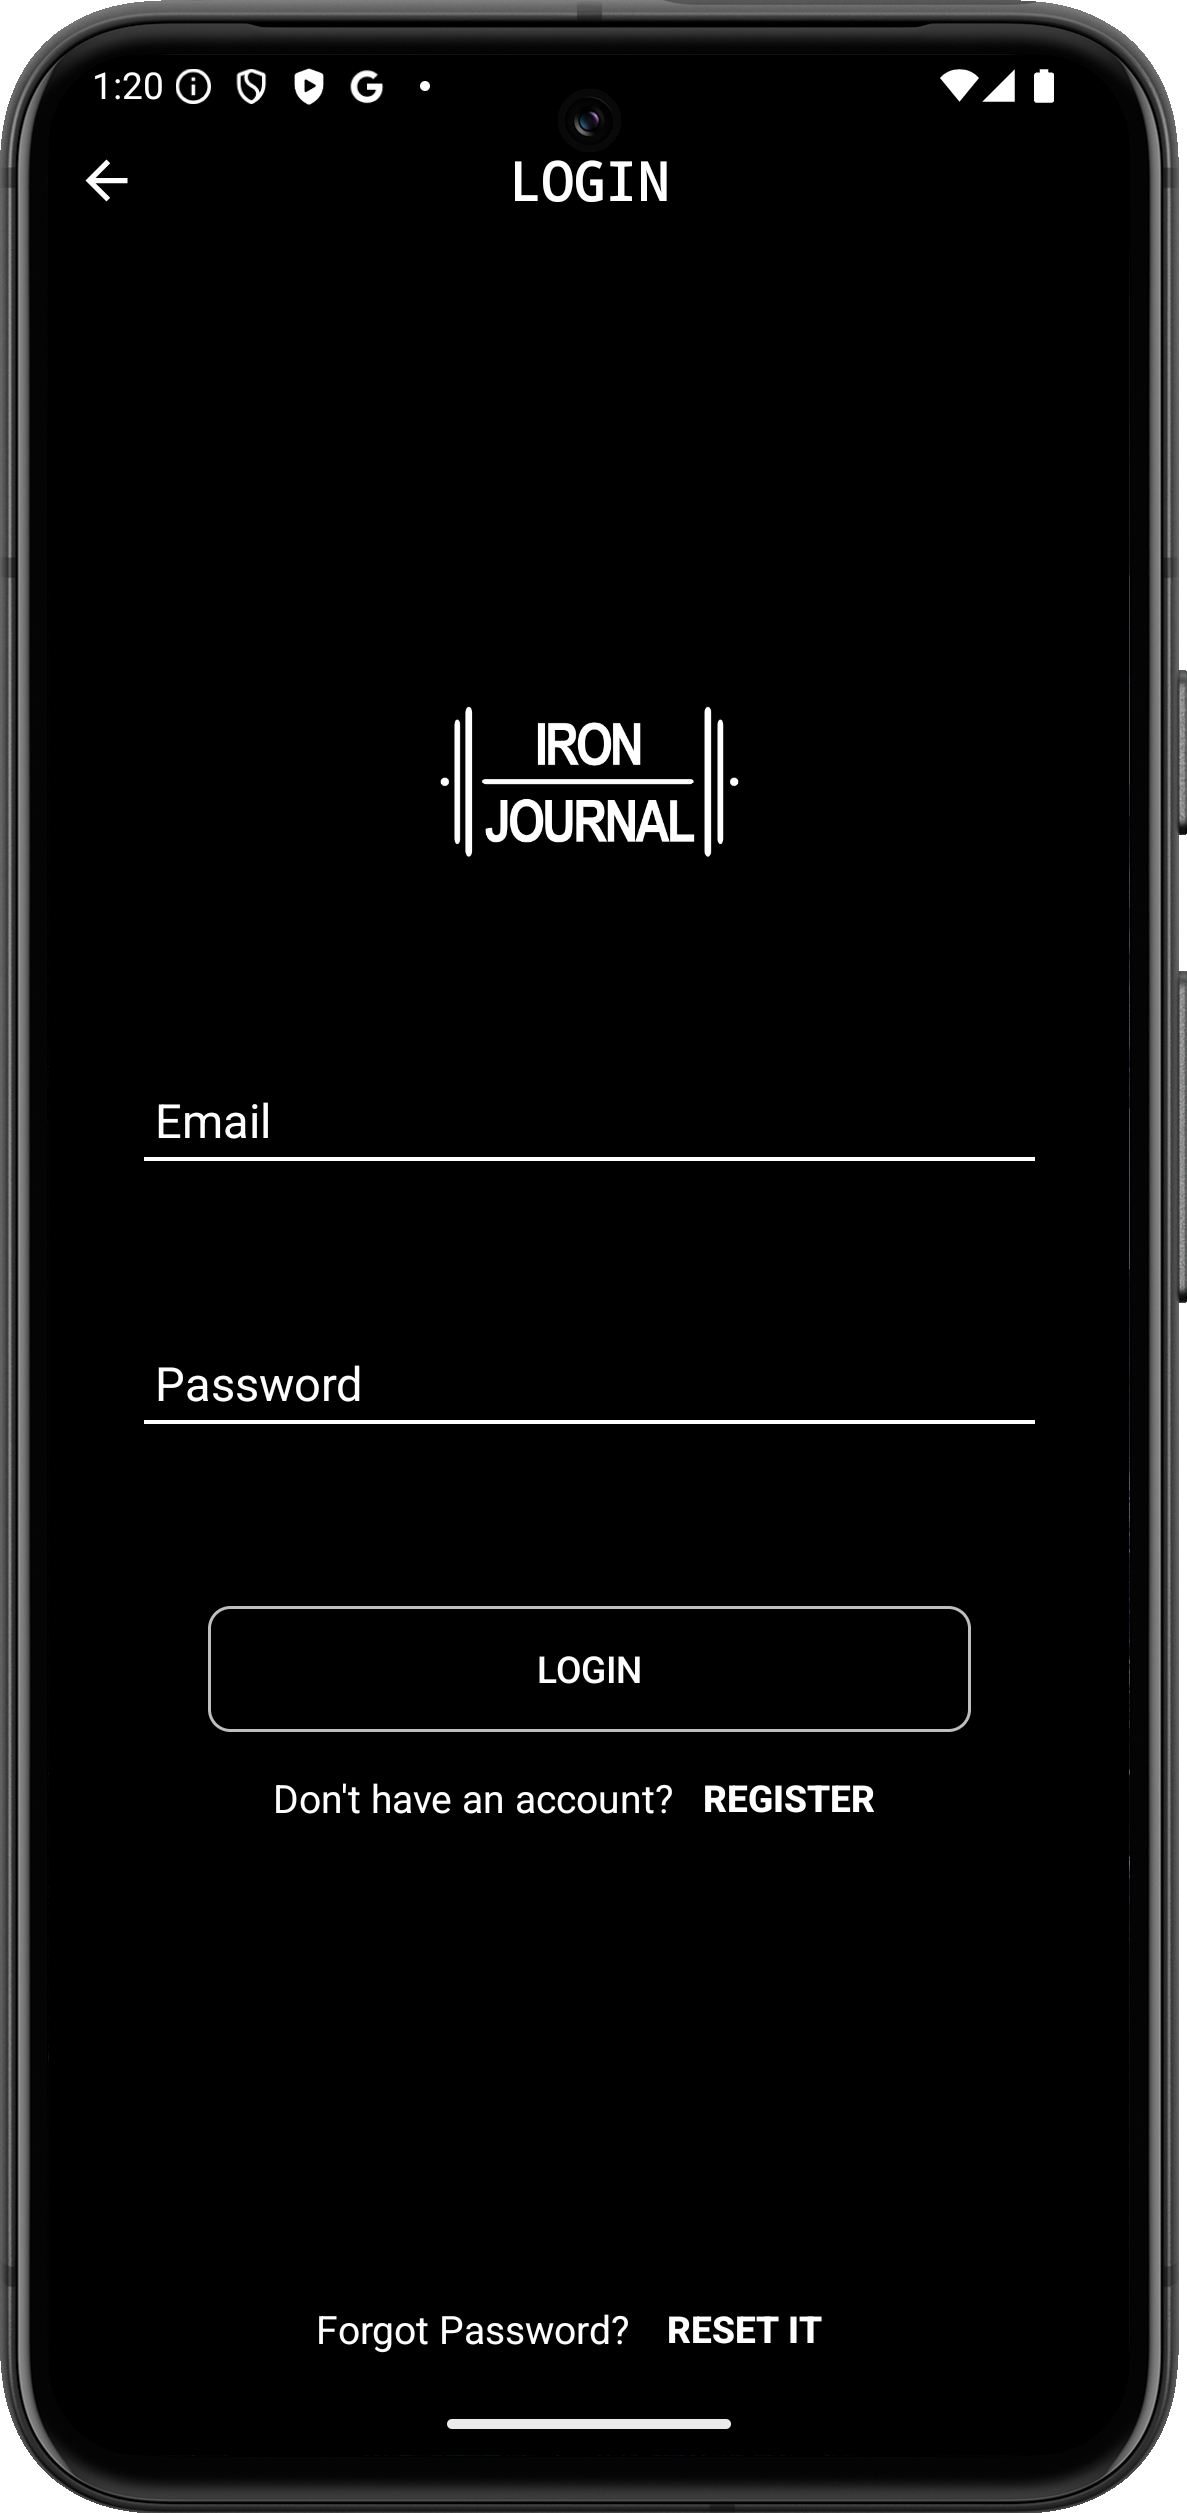 1:20
LOGIN
IRON
JOURNAL
Email
Password
LOGIN
Don't have an account? REGISTER
Forgot Password? RESET IT